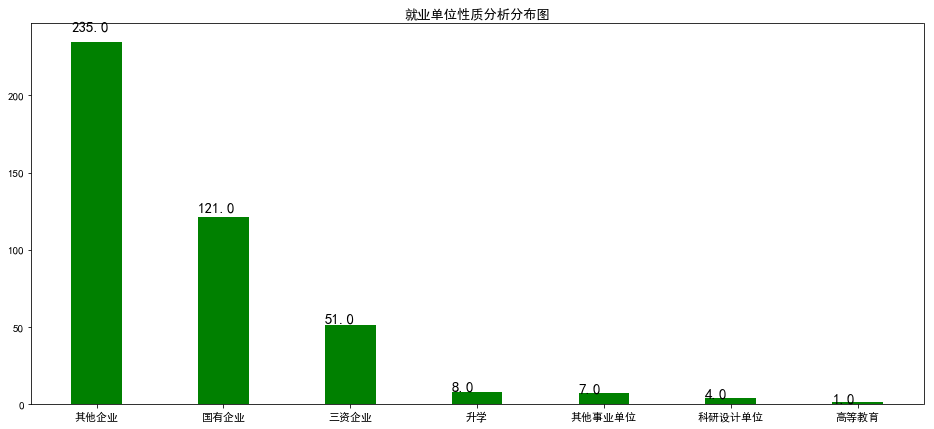 就业单位性质分析分布图
235.0
200
121.0
150
100
51.0
50
8.0
7.0
4.0
1.0
0
其他企业
国有企业
三资企业
升学
其他事业单位
科研设计单位
高等教育